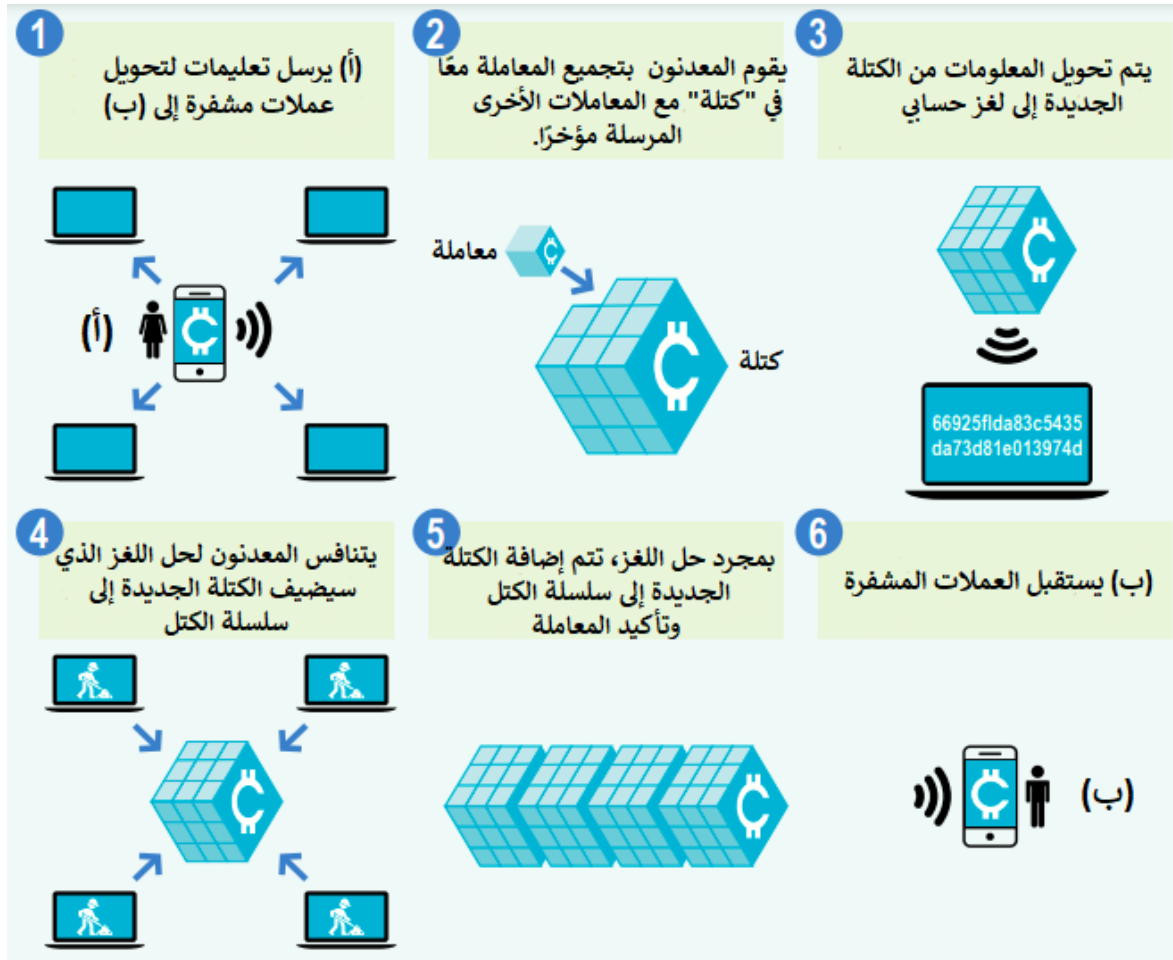 1
(أ) يرسل تعليمات لتحويل
عملات مشفرة إلى (ب)
(أ)
2
يقوم المعدنون بتجميع المعاملة معًا
في "كتلة" مع المعاملات الأخرى
المرسلة مؤخرًا.
معاملة
كتلة
3
يتم تحويل المعلومات من الكتلة
الجديدة إلى لغز حسابي
66925flda83c5435
da73d81e013974d
4
يتنافس المعدنون لحل اللغز الذي
سيضيف الكتلة الجديدة إلى
سلسلة الكتل
5
بمجرد حل اللغز، تتم إضافة الكتلة
الجديدة إلى سلسلة الكتل
وتأكيد المعاملة
6
(ب) يستقبل العملات المشفرة
(ب)